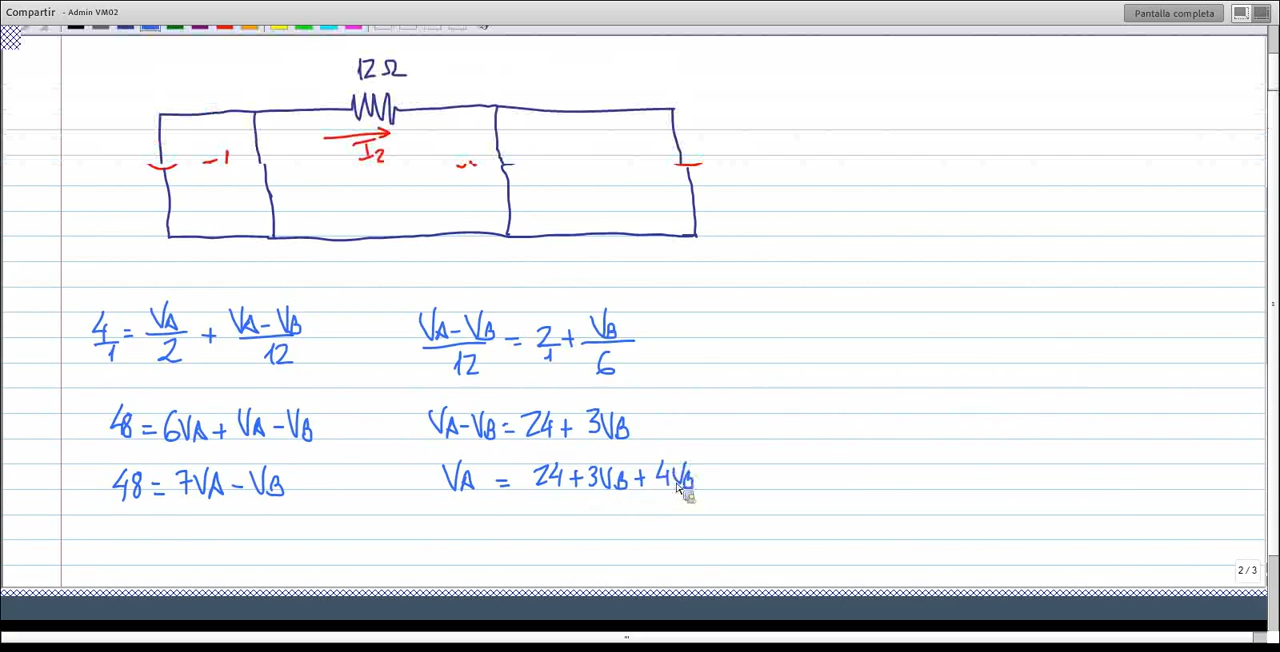 Compartir - Admin VM02
Pantalla completa
12 Ω
I2
-1
4/1 = VA/2 + (VA - VB)/12
(VA - VB)/12 = 2/1 + VB/6
48 = 6VA + VA - VB
VA - VB = 24 + 3VB
48 = 7VA - VB
VA = 24 + 3VB + 4VB
2 / 3